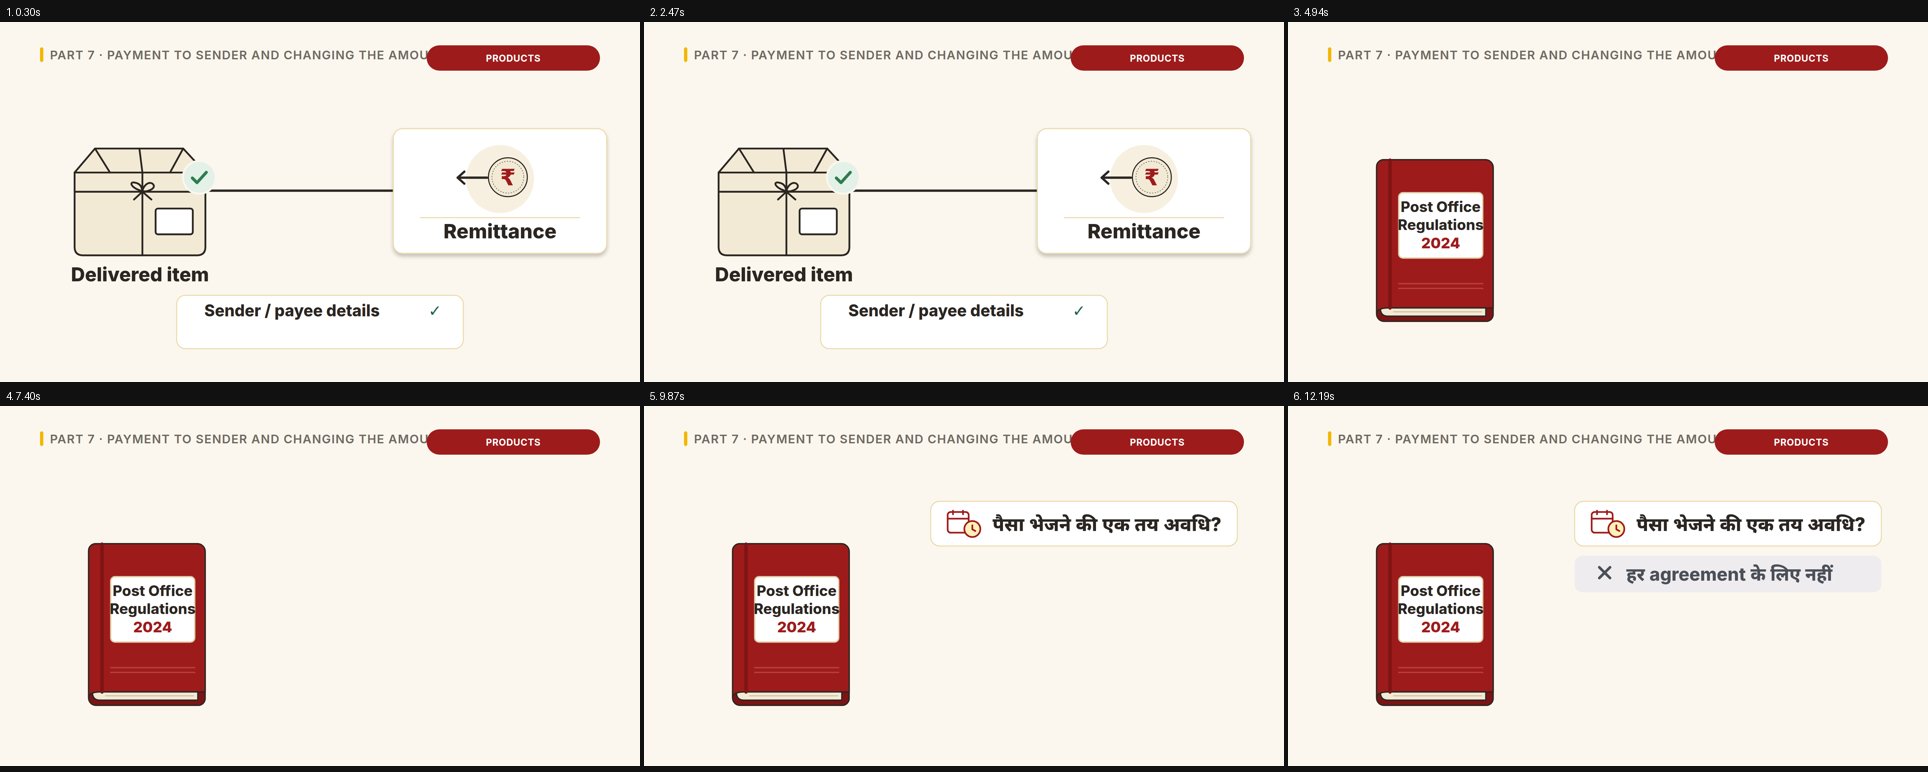 1. 0.30s
PART 7 · PAYMENT TO SENDER AND CHANGING THE AMOU
PRODUCTS
₹
Remittance
Delivered item
Sender / payee details ✓
2. 2.47s
PART 7 · PAYMENT TO SENDER AND CHANGING THE AMOU
PRODUCTS
₹
Remittance
Delivered item
Sender / payee details ✓
3. 4.94s
PART 7 · PAYMENT TO SENDER AND CHANGING THE AMOU
PRODUCTS
Post Office
Regulations
2024
4. 7.40s
PART 7 · PAYMENT TO SENDER AND CHANGING THE AMOU
PRODUCTS
Post Office
Regulations
2024
5. 9.87s
PART 7 · PAYMENT TO SENDER AND CHANGING THE AMOU
PRODUCTS
पैसा भेजने की एक तय अवधि?
Post Office
Regulations
2024
6. 12.19s
PART 7 · PAYMENT TO SENDER AND CHANGING THE AMOU
PRODUCTS
पैसा भेजने की एक तय अवधि?
✕ हर agreement के लिए नहीं
Post Office
Regulations
2024